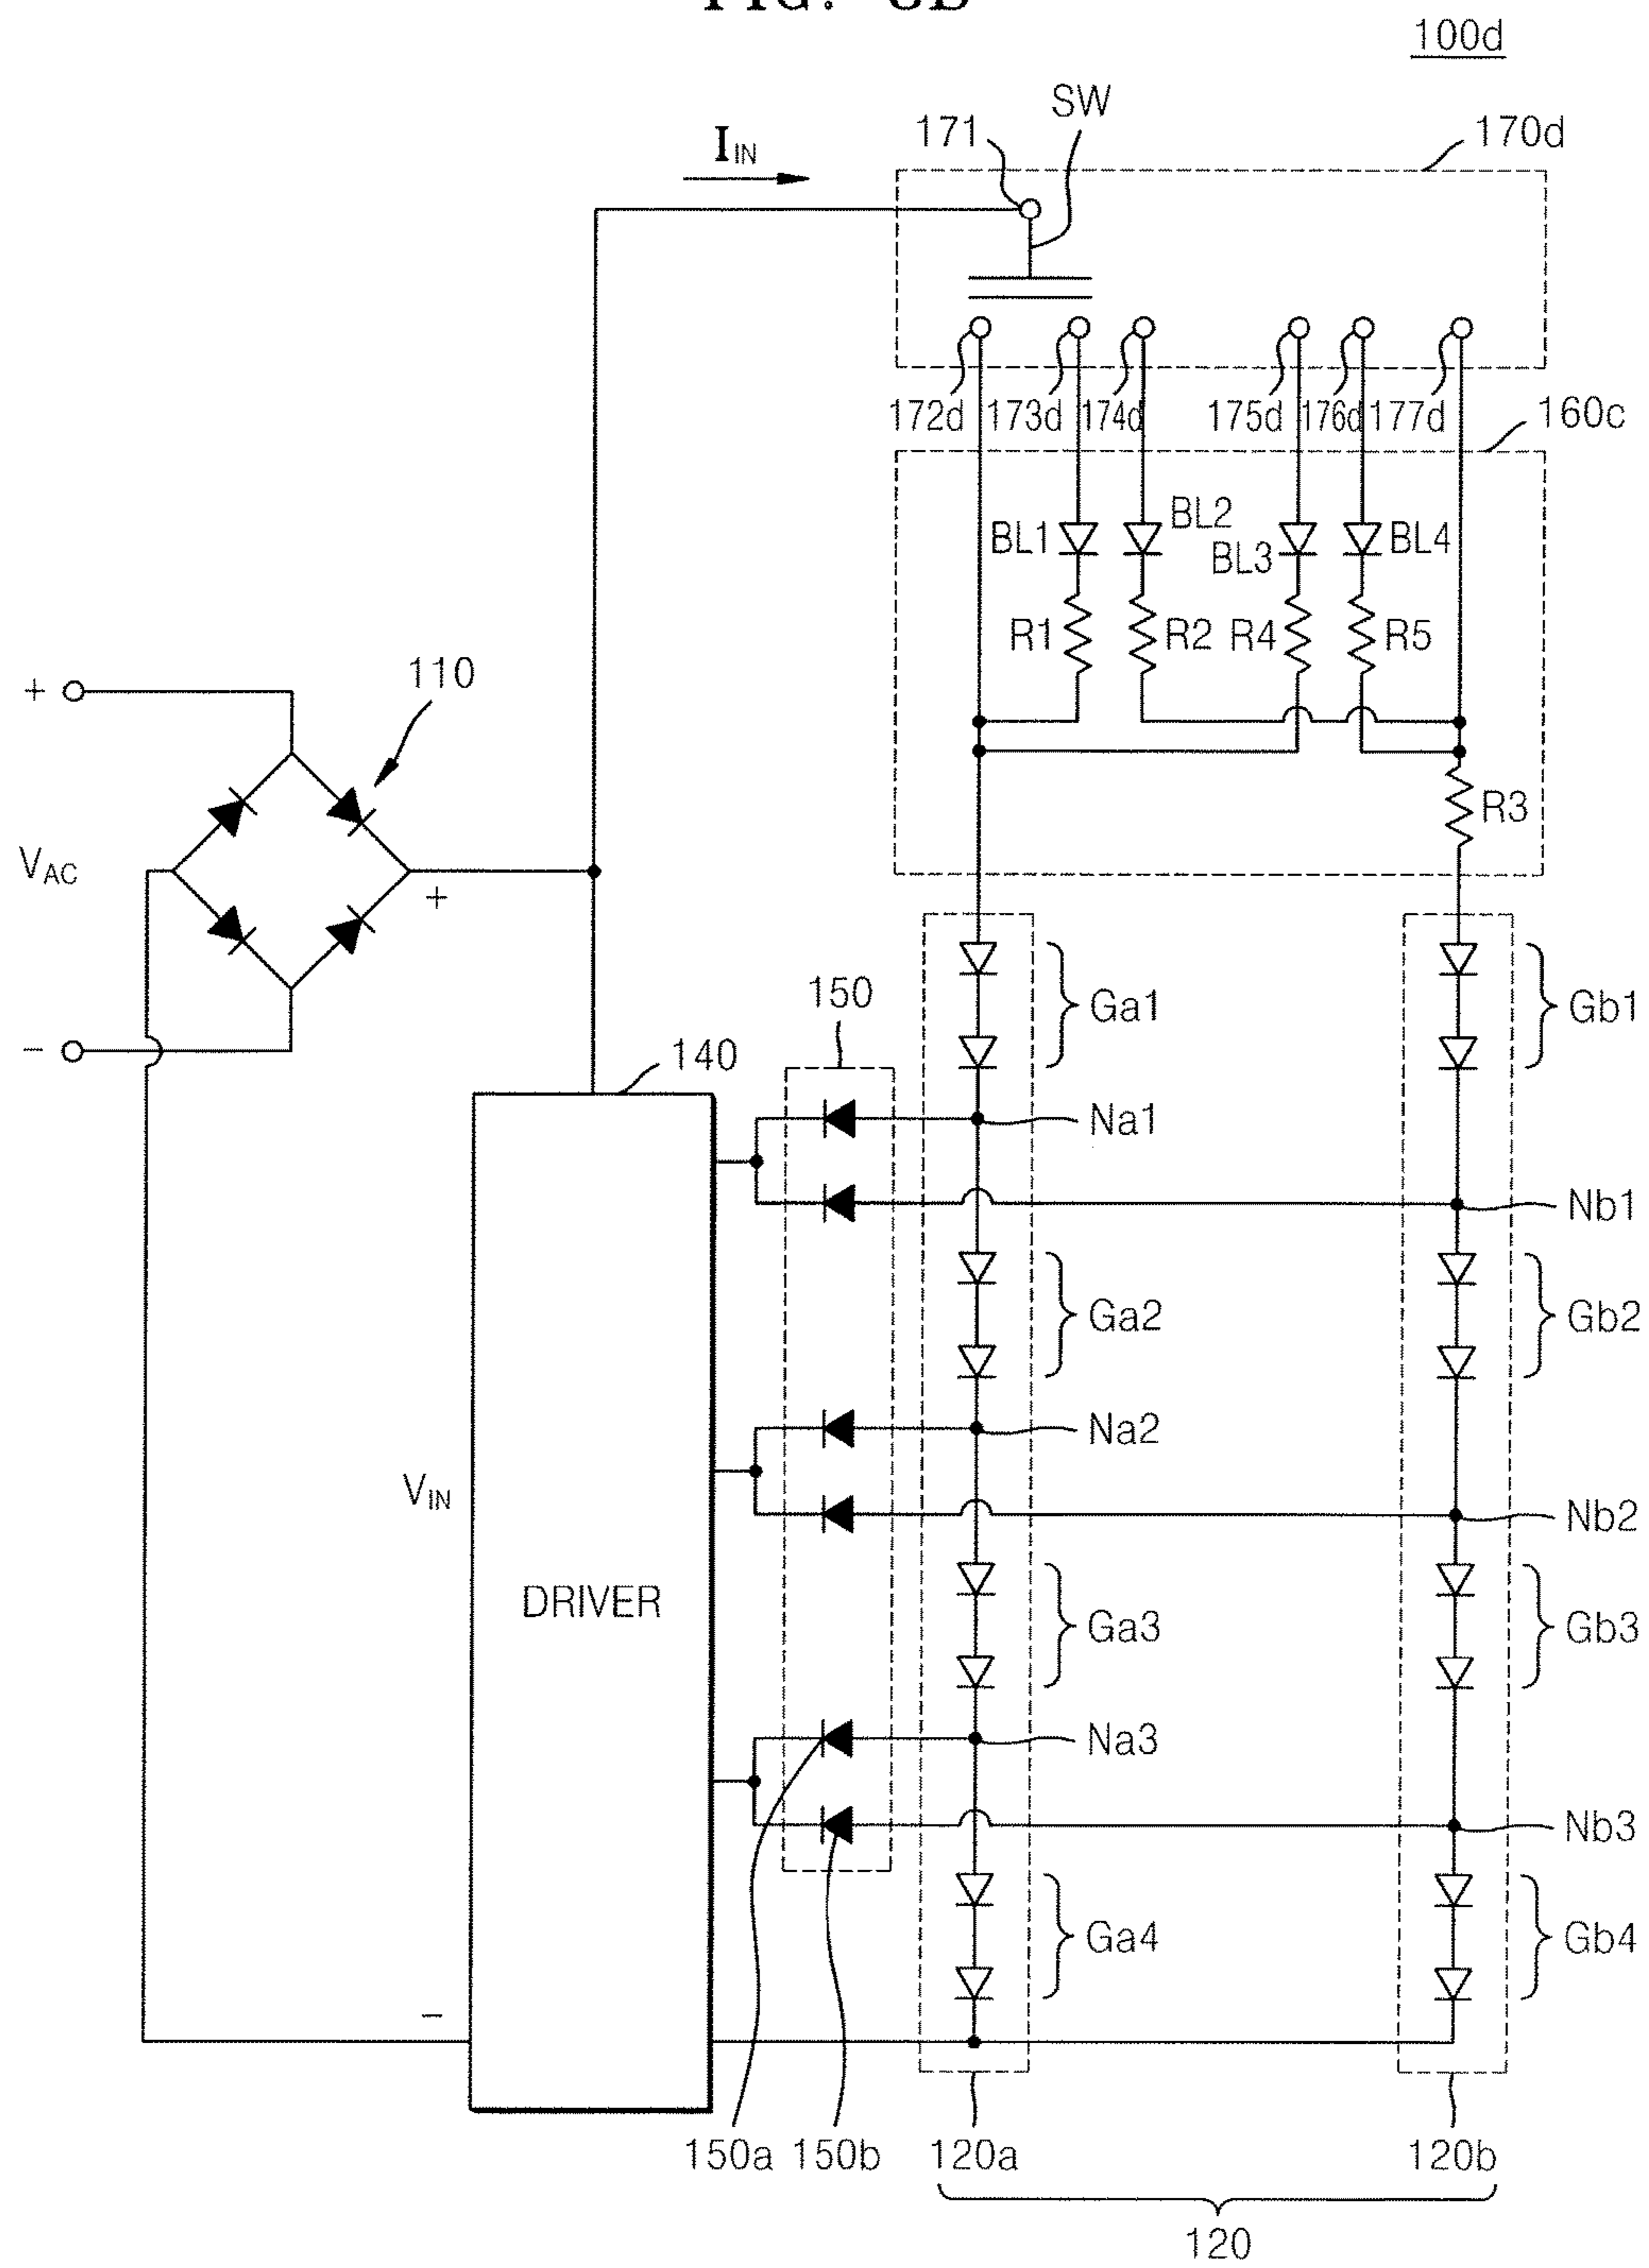 FIG. 8B
100d
SW
171
170d
IIN
172d 173d 174d 175d 176d 177d
160c
BL1 BL2 BL3 BL4
R1 R2 R4 R5
+
110
R3
VAC
+
150
Ga1 Gb1
-
140
Na1
Nb1
Ga2 Gb2
Na2
VIN
Nb2
DRIVER
Ga3 Gb3
Na3
Nb3
Ga4 Gb4
-
150a 150b 120a 120b
120